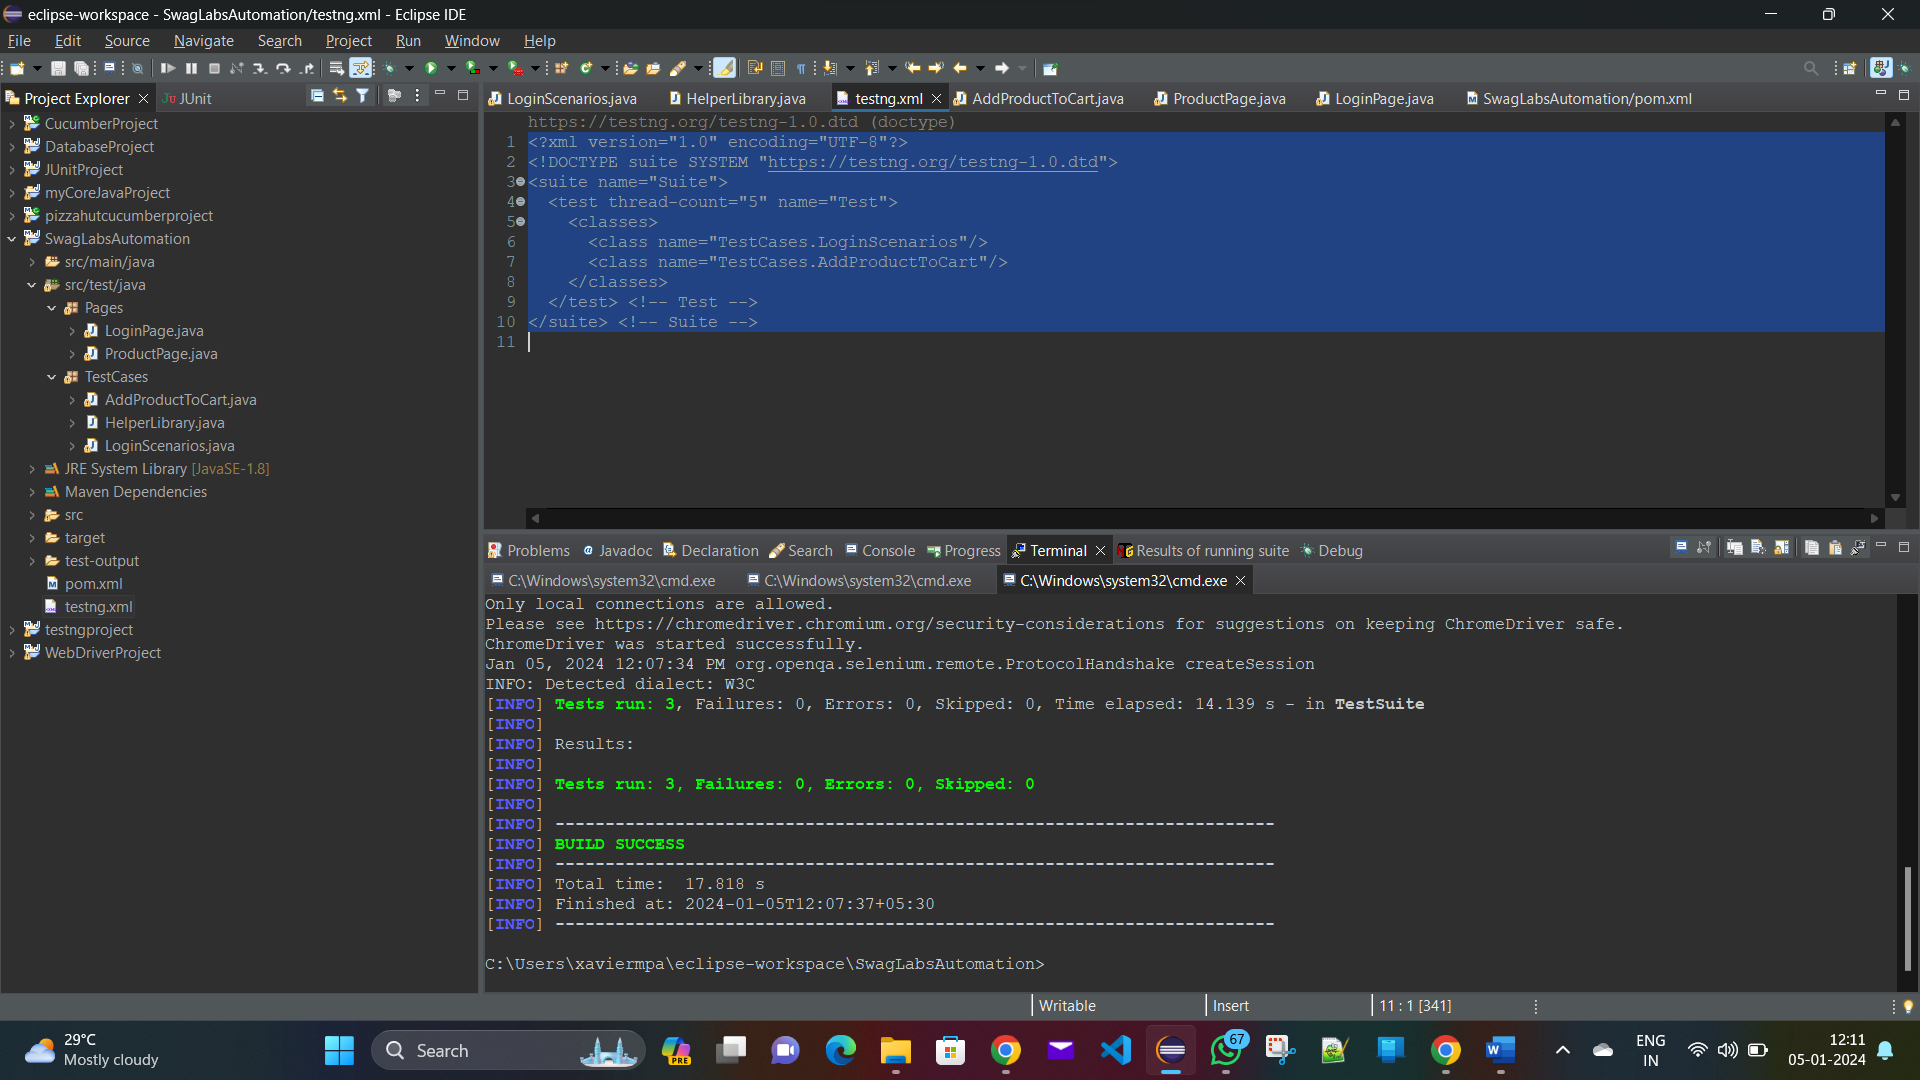 eclipse-workspace - SwagLabsAutomation/testng.xml - Eclipse IDE
File Edit Source Navigate Search Project Run Window Help
Project Explorer JUnit
CucumberProject
DatabaseProject
JUnitProject
myCoreJavaProject
pizzahutcucumberproject
SwagLabsAutomation
src/main/java
src/test/java
Pages
LoginPage.java
ProductPage.java
TestCases
AddProductToCart.java
HelperLibrary.java
LoginScenarios.java
JRE System Library [JavaSE-1.8]
Maven Dependencies
src
target
test-output
pom.xml
testng.xml
testngproject
WebDriverProject
LoginScenarios.java HelperLibrary.java testng.xml AddProductToCart.java ProductPage.java LoginPage.java SwagLabsAutomation/pom.xml
https://testng.org/testng-1.0.dtd (doctype)
1 <?xml version="1.0" encoding="UTF-8"?>
2 <!DOCTYPE suite SYSTEM "https://testng.org/testng-1.0.dtd">
3 <suite name="Suite">
4 <test thread-count="5" name="Test">
5 <classes>
6 <class name="TestCases.LoginScenarios"/>
7 <class name="TestCases.AddProductToCart"/>
8 </classes>
9 </test> <!-- Test -->
10 </suite> <!-- Suite -->
11
Problems Javadoc Declaration Search Console Progress Terminal Results of running suite Debug
C:\Windows\system32\cmd.exe C:\Windows\system32\cmd.exe C:\Windows\system32\cmd.exe
Only local connections are allowed.
Please see https://chromedriver.chromium.org/security-considerations for suggestions on keeping ChromeDriver safe.
ChromeDriver was started successfully.
Jan 05, 2024 12:07:34 PM org.openqa.selenium.remote.ProtocolHandshake createSession
INFO: Detected dialect: W3C
[INFO] Tests run: 3, Failures: 0, Errors: 0, Skipped: 0, Time elapsed: 14.139 s - in TestSuite
[INFO]
[INFO] Results:
[INFO]
[INFO] Tests run: 3, Failures: 0, Errors: 0, Skipped: 0
[INFO]
[INFO] ------------------------------------------------------------------------
[INFO] BUILD SUCCESS
[INFO] ------------------------------------------------------------------------
[INFO] Total time:  17.818 s
[INFO] Finished at: 2024-01-05T12:07:37+05:30
[INFO] ------------------------------------------------------------------------
C:\Users\xaviermpa\eclipse-workspace\SwagLabsAutomation>
Writable Insert 11 : 1 [341]
29°C
Mostly cloudy
Search
PRE
67
ENG
IN
12:11
05-01-2024